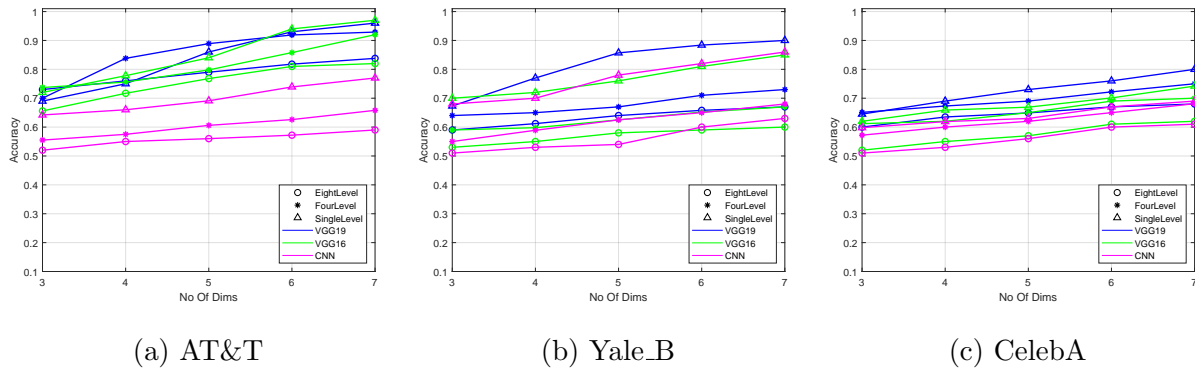 1
0.9
0.8
0.7
0.6
0.5
0.4
0.3
0.2
0.1
Accuracy
3 4 5 6 7
No Of Dims
EightLevel
FourLevel
SingleLevel
VGG19
VGG16
CNN
(a) AT&T
1
0.9
0.8
0.7
0.6
0.5
0.4
0.3
0.2
0.1
Accuracy
3 4 5 6 7
No Of Dims
EightLevel
FourLevel
SingleLevel
VGG19
VGG16
CNN
(b) Yale_B
1
0.9
0.8
0.7
0.6
0.5
0.4
0.3
0.2
0.1
Accuracy
3 4 5 6 7
No Of Dims
EightLevel
FourLevel
SingleLevel
VGG19
VGG16
CNN
(c) CelebA